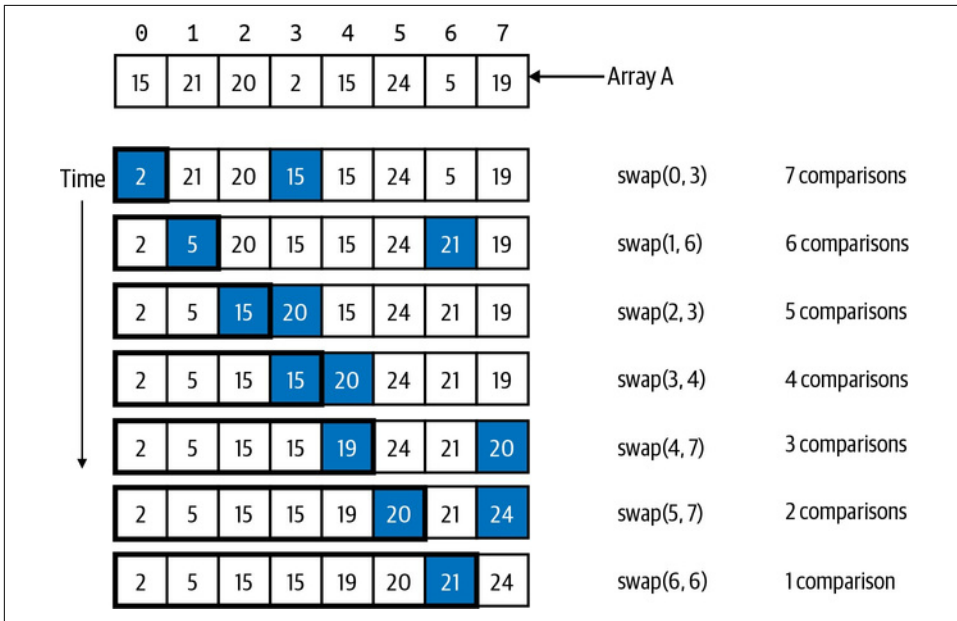 0 1 2 3 4 5 6 7
15 21 20 2 15 24 5 19 Array A
Time 2 21 20 15 15 24 5 19 swap(0, 3) 7 comparisons
2 5 20 15 15 24 21 19 swap(1, 6) 6 comparisons
2 5 15 20 15 24 21 19 swap(2, 3) 5 comparisons
2 5 15 15 20 24 21 19 swap(3, 4) 4 comparisons
2 5 15 15 19 24 21 20 swap(4, 7) 3 comparisons
2 5 15 15 19 20 21 24 swap(5, 7) 2 comparisons
2 5 15 15 19 20 21 24 swap(6, 6) 1 comparison